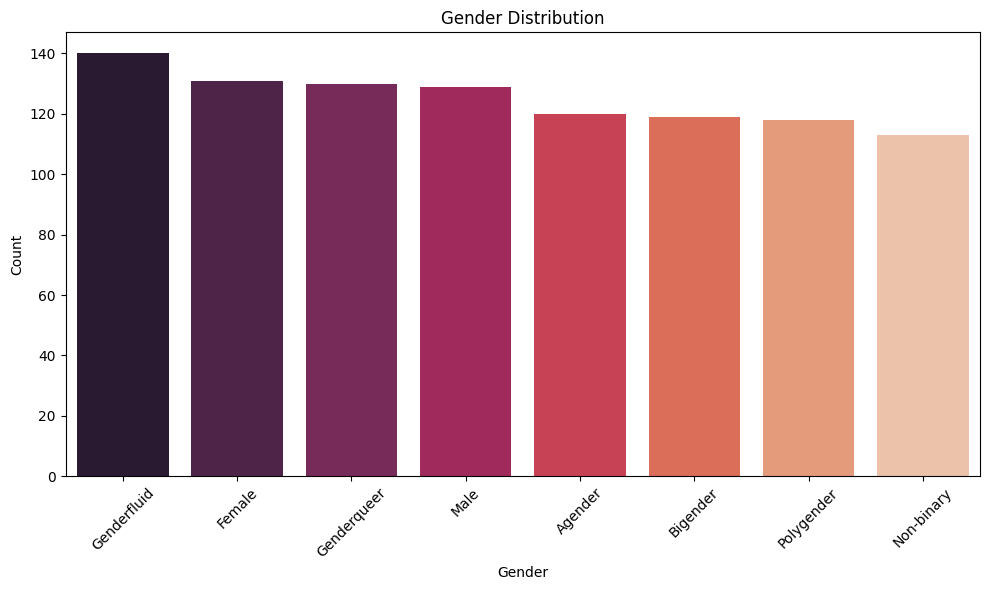 Gender Distribution
140
120
100
80
60
40
20
0
Count
Genderfluid
Female
Genderqueer
Male
Agender
Bigender
Polygender
Non-binary
Gender